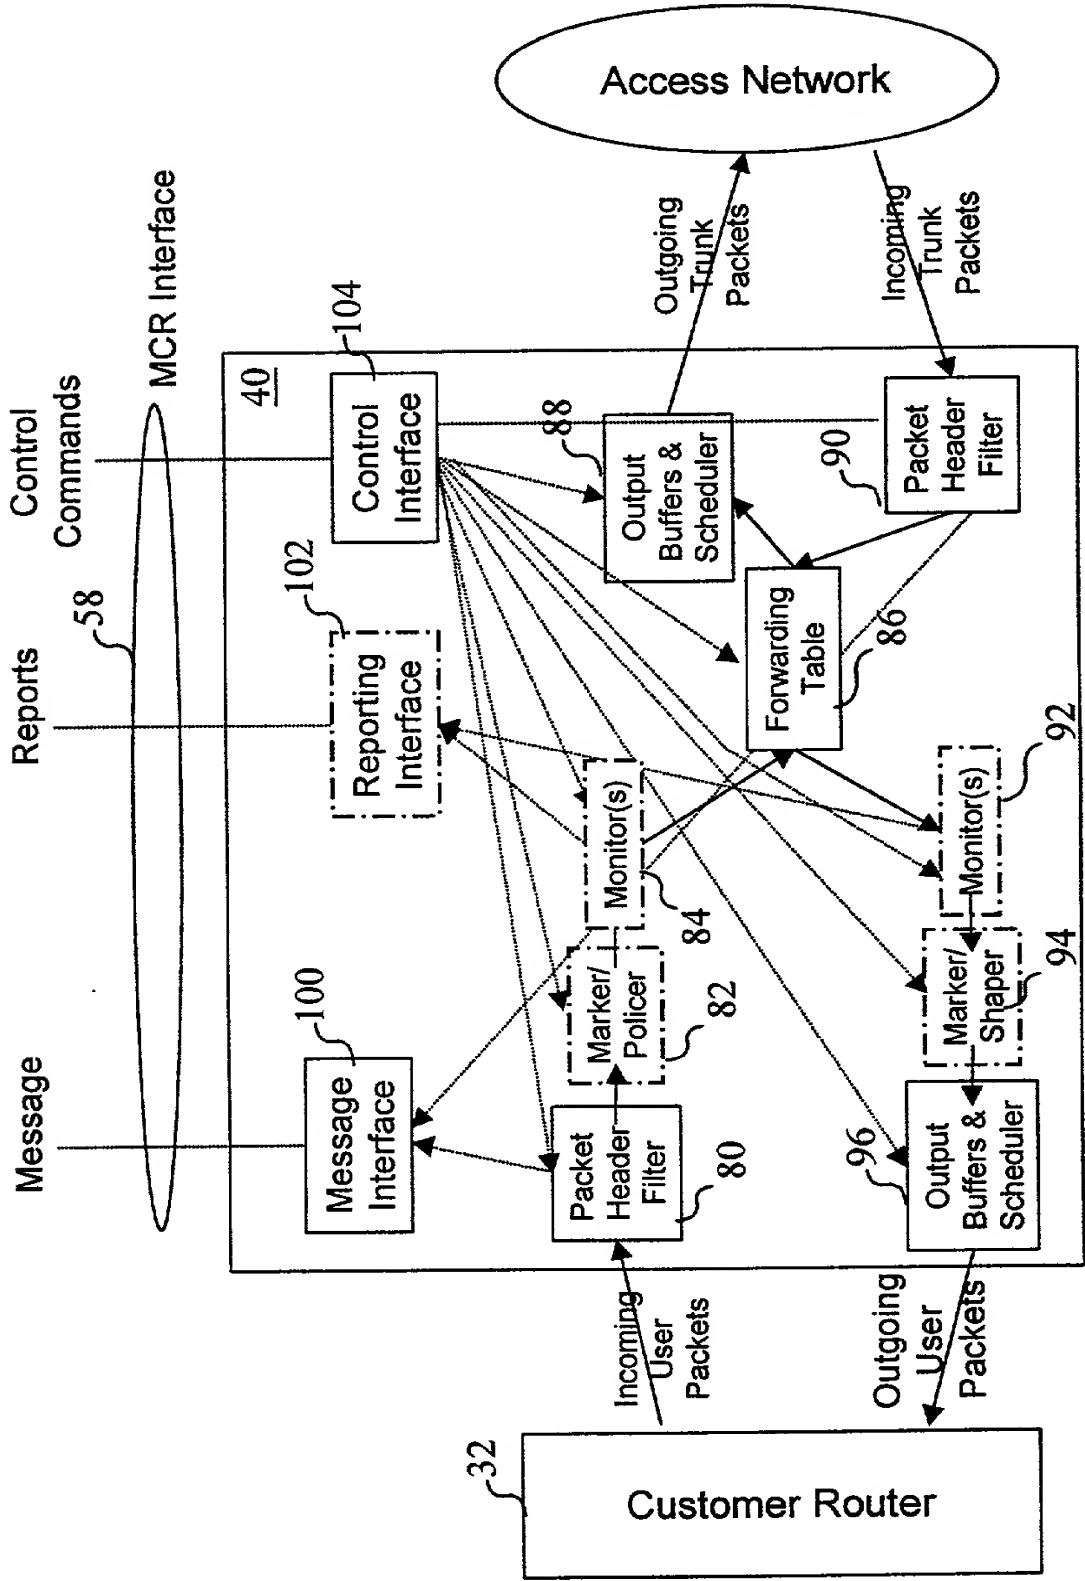 Message
Reports
Control
Commands
58
MCR Interface
40
100
Message
Interface
102
Reporting
Interface
104
Control
Interface
Incoming
User
Packets
Packet
Header
Filter
80
Marker/
Policer
82
Monitor(s)
84
Forwarding
Table
86
Output
Buffers &
Scheduler
88
Outgoing
Trunk
Packets
Access Network
Incoming
Trunk
Packets
Packet
Header
Filter
90
Monitor(s)
92
Marker/
Shaper
94
Output
Buffers &
Scheduler
96
Outgoing
User
Packets
32
Customer Router